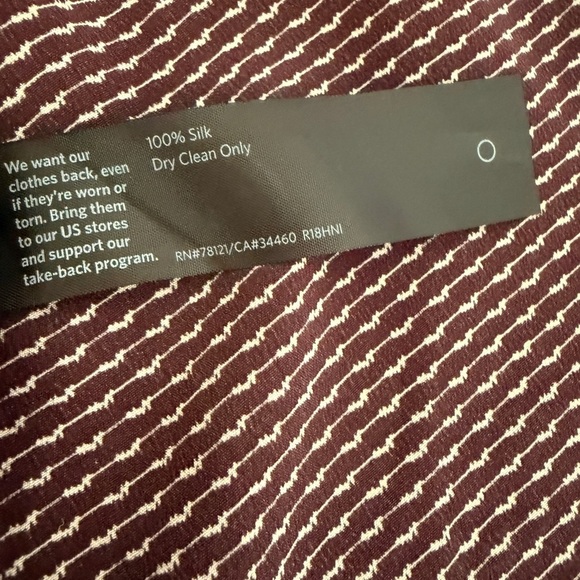 We want our
clothes back, even
if they're worn or
torn. Bring them
to our US stores
and support our
take-back program.
100% Silk
Dry Clean Only
RN#78121/CA#34460 R18HNI